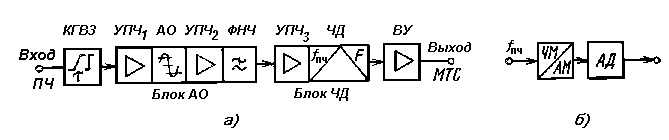 КГВЗ УПЧ₁ АО УПЧ₂ ФНЧ УПЧ₃ ЧД ВУ
Вход Выход
fпч F fпч ЧМ АМ АД
ПЧ МТС
Блок АО Блок ЧД
а) б)